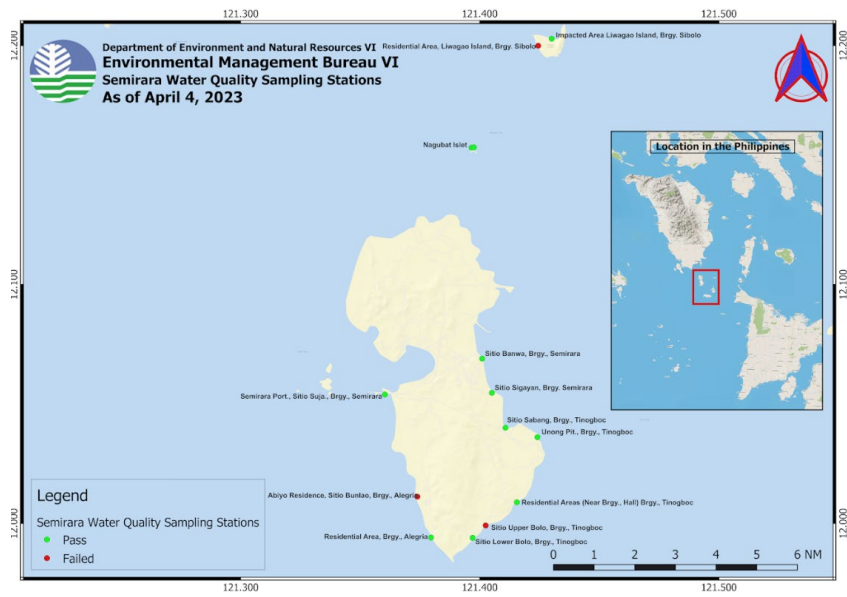 121.300
121.400
121.500
12.200
12.200
Department of Environment and Natural Resources VI
Environmental Management Bureau VI
Semirara Water Quality Sampling Stations
As of April 4, 2023
Impacted Area Liwagao Island, Brgy. Sibolo
Residential Area, Liwagao Island, Brgy. Sibolo
Nagubat Islet
Location in the Philippines
12.100
12.100
Sitio Banwa, Brgy., Semirara
Sitio Sigayan, Brgy. Semirara
Semirara Port., Sitio Suja., Brgy., Semirara
Sitio Sabang, Brgy., Tinogboc
Unong Pit., Brgy., Tinogboc
Abiyo Residence, Sitio Bunlao, Brgy., Alegria
Residential Areas (Near Brgy., Hall) Brgy., Tinogboc
Sitio Upper Bolo, Brgy., Tinogboc
Residential Area, Brgy., Alegria
Sitio Lower Bolo, Brgy., Tinogboc
12.000
12.000
Legend
Semirara Water Quality Sampling Stations
Pass
Failed
0 1 2 3 4 5 6 NM
121.300
121.400
121.500